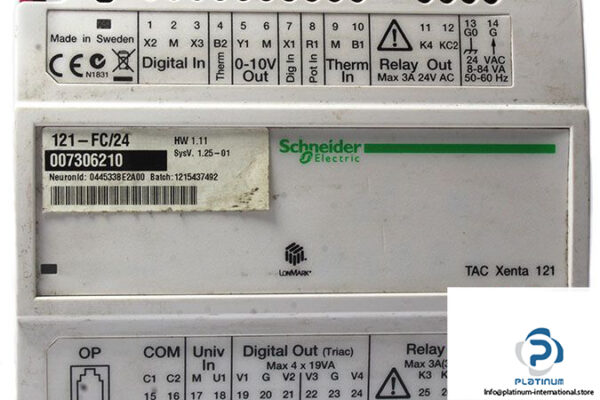 Made in Sweden
CE N1831
1 2 3 4 5 6 7 8 9 10 11 12 13 14
X2 M X3 B2 Y1 M X1 R1 M B1 K4 KC2 G0 G
Digital In
Therm
0-10V Out
Dig In
Pot In
Therm In
Relay Out
Max 3A 24V AC
24 VAC
8-84 VA
50-60 Hz
121-FC/24
HW 1.11
007306210
SysV. 1.25-01
NeuronId: 0445338E2A00 Batch:1215437492
Schneider Electric
LONMARK
TAC Xenta 121
OP
COM
Univ In
Digital Out (Triac)
Max 4 x 19VA
Relay
Max 3A(3
C1 C2 M U1 V1 G V2 V3 G V4 K3
15 16 17 18 19 20 21 22 23 24 25
PLATINUM
Info@platinum-international.store